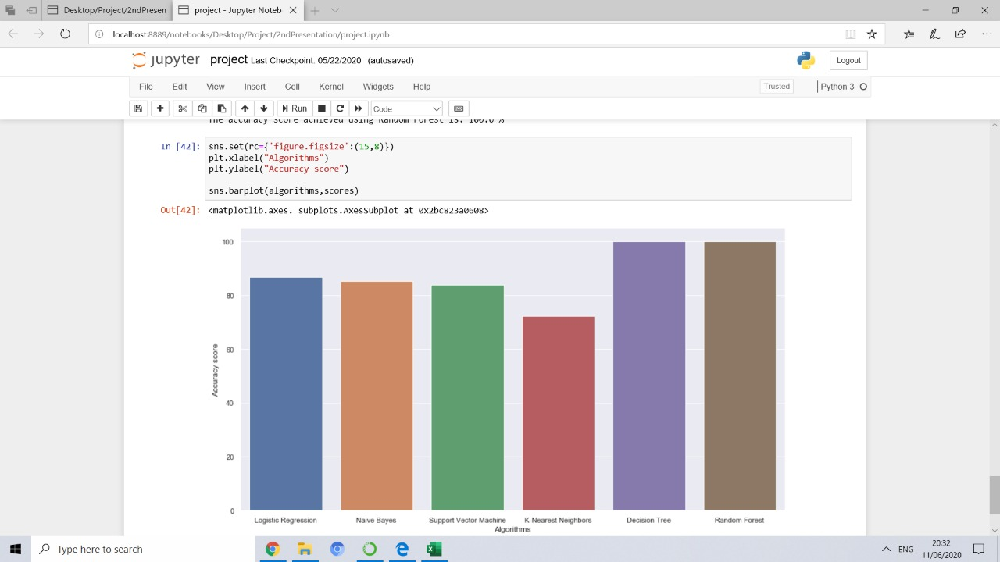 Desktop/Project/2ndPresen
project - Jupyter Noteb
localhost:8889/notebooks/Desktop/Project/2ndPresentation/project.ipynb
jupyter project Last Checkpoint: 05/22/2020 (autosaved)
Logout
File Edit View Insert Cell Kernel Widgets Help
Trusted
Python 3
Run
Code
The accuracy score achieved using Random Forest is: 100.0 %
In [42]: sns.set(rc={'figure.figsize':(15,8)})
plt.xlabel("Algorithms")
plt.ylabel("Accuracy score")
sns.barplot(algorithms,scores)
Out[42]: <matplotlib.axes._subplots.AxesSubplot at 0x2bc823a0608>
100
80
60
40
20
0
Accuracy score
Logistic Regression Naive Bayes Support Vector Machine K-Nearest Neighbors Decision Tree Random Forest
Algorithms
Type here to search
ENG
20:32
11/06/2020